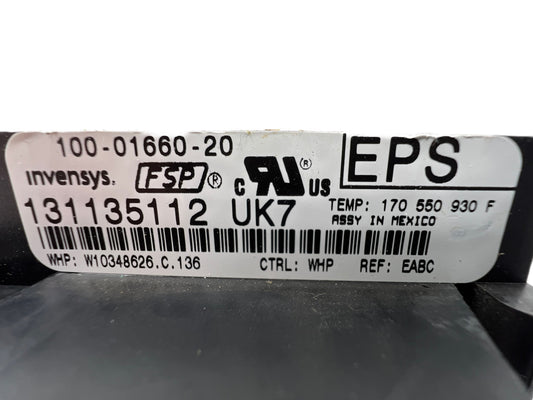 100-01660-20
EPS
invensys. FSP® c UR® US
131135112 UK7
TEMP: 170 550 930 F
ASSY IN MEXICO
WHP: W10348626.C.136 CTRL: WHP REF: EABC